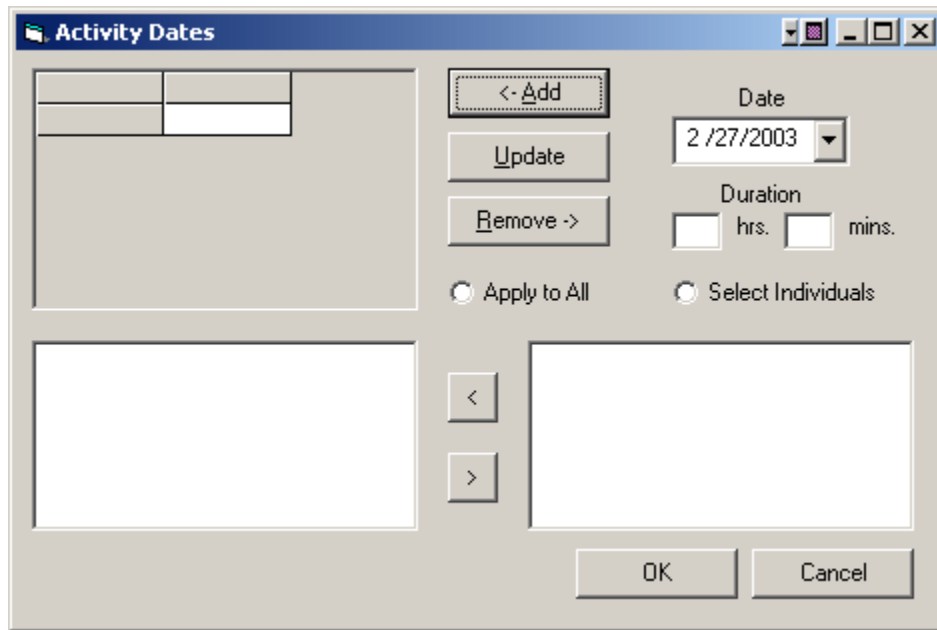 Activity Dates
<- Add
Date
2 /27/2003
Update
Duration
Remove ->
hrs. mins.
Apply to All
Select Individuals
<
>
OK
Cancel